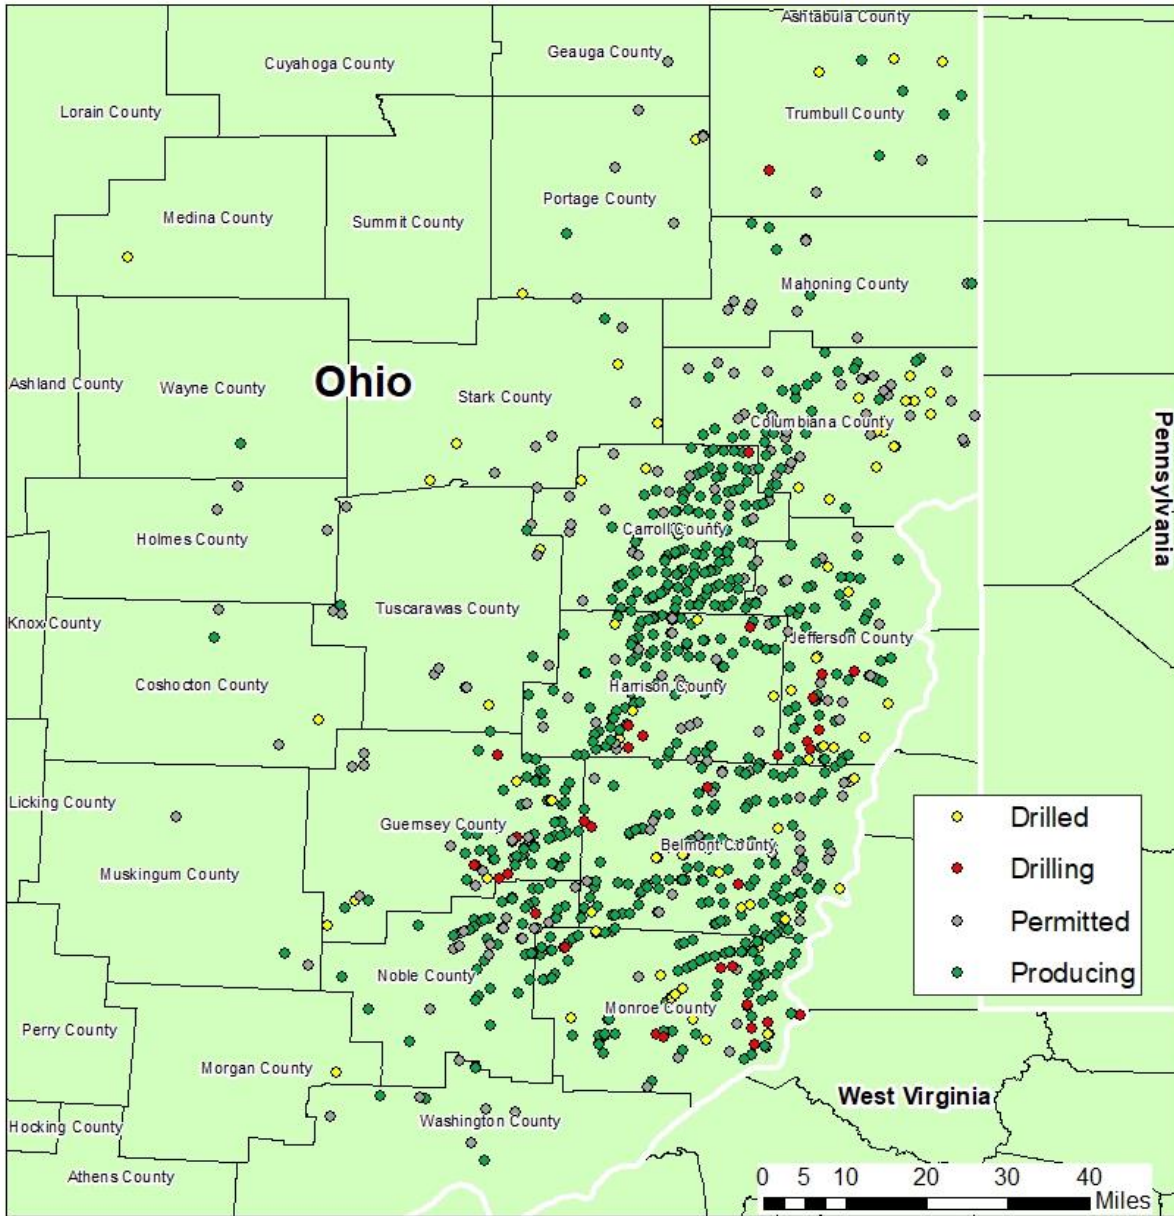 Ashtabula County
Geauga County
Cuyahoga County
Lorain County
Trumbull County
Portage County
Medina County
Summit County
Mahoning County
Ohio
Ashland County
Wayne County
Stark County
Columbiana County
Pennsylvania
Carroll County
Holmes County
Tuscarawas County
Knox County
Jefferson County
Coshocton County
Harrison County
Licking County
Guernsey County
Belmont County
Muskingum County
Drilled
Drilling
Permitted
Producing
Noble County
Monroe County
Perry County
Morgan County
West Virginia
Washington County
Hocking County
Athens County
0 5 10 20 30 40
Miles